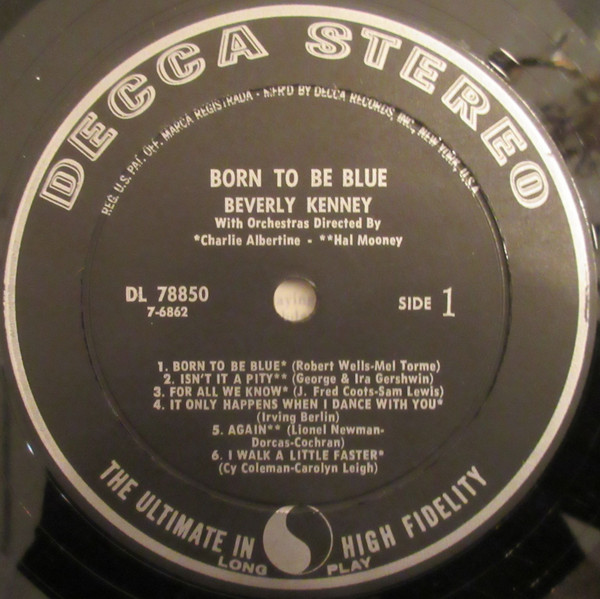 DECCA STEREO
REG. U.S. PAT. OFF. MARCA REGISTRADA - M'F'R'D BY DECCA RECORDS, INC., NEW YORK, U.S.A.
BORN TO BE BLUE
BEVERLY KENNEY
With Orchestras Directed By
*Charlie Albertine - **Hal Mooney
DL 78850
7-6862
SIDE 1
1. BORN TO BE BLUE* (Robert Wells-Mel Torme)
2. ISN'T IT A PITY** (George & Ira Gershwin)
3. FOR ALL WE KNOW* (J. Fred Coots-Sam Lewis)
4. IT ONLY HAPPENS WHEN I DANCE WITH YOU*
(Irving Berlin)
5. AGAIN** (Lionel Newman-
Dorcas-Cochran)
6. I WALK A LITTLE FASTER*
(Cy Coleman-Carolyn Leigh)
THE ULTIMATE IN HIGH FIDELITY
LONG PLAY